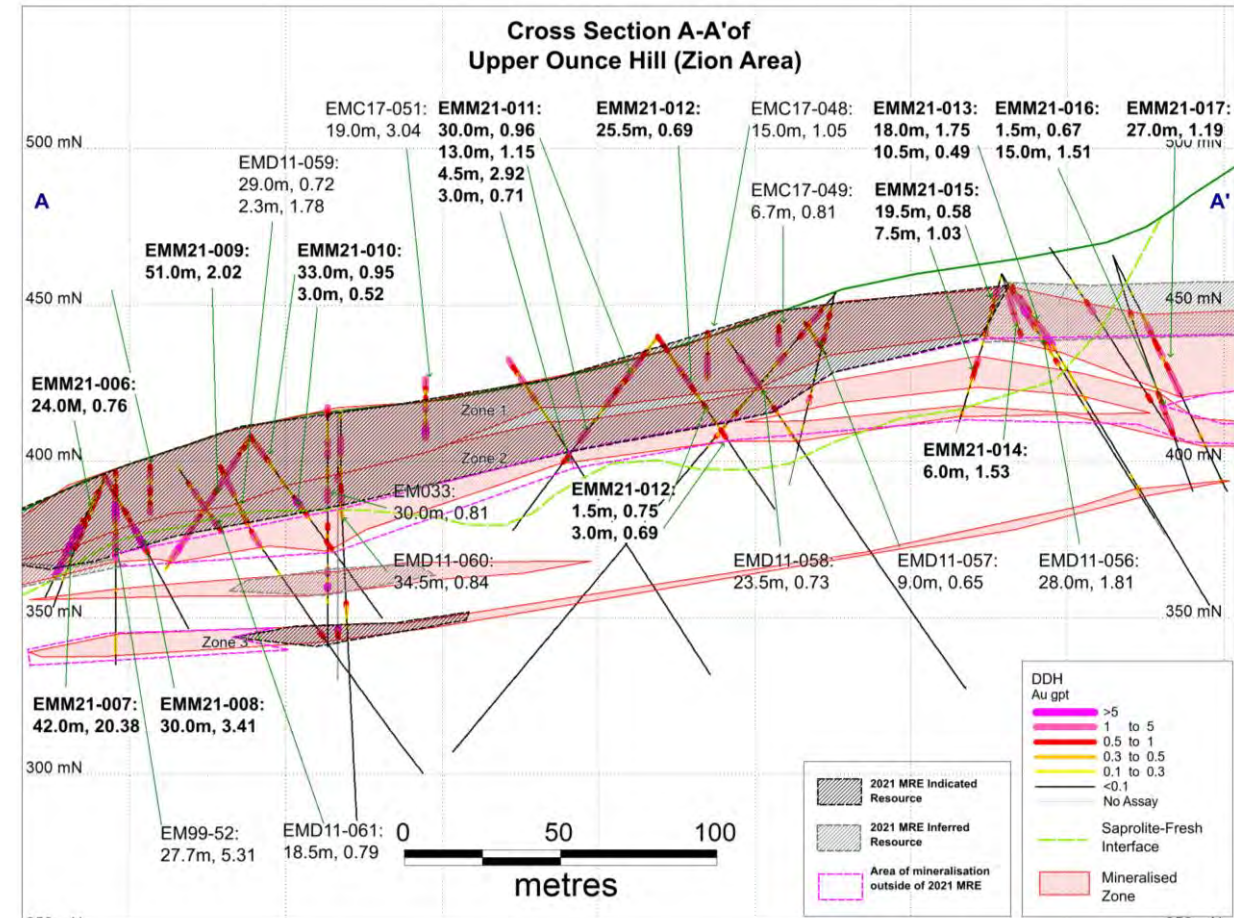 Cross Section A-A'of
Upper Ounce Hill (Zion Area)
EMC17-051:
19.0m, 3.04
EMM21-011:
30.0m, 0.96
13.0m, 1.15
4.5m, 2.92
3.0m, 0.71
EMM21-012:
25.5m, 0.69
EMC17-048:
15.0m, 1.05
EMM21-013:
18.0m, 1.75
10.5m, 0.49
EMM21-016:
1.5m, 0.67
15.0m, 1.51
EMM21-017:
27.0m, 1.19
500 mN
500 mN
EMD11-059:
29.0m, 0.72
2.3m, 1.78
EMC17-049:
6.7m, 0.81
EMM21-015:
19.5m, 0.58
7.5m, 1.03
A
A'
EMM21-009:
51.0m, 2.02
EMM21-010:
33.0m, 0.95
3.0m, 0.52
450 mN
450 mN
EMM21-006:
24.0M, 0.76
Zone 1
Zone 2
400 mN
400 mN
EMM21-014:
6.0m, 1.53
EM033:
30.0m, 0.81
EMM21-012:
1.5m, 0.75
3.0m, 0.69
EMD11-060:
34.5m, 0.84
EMD11-058:
23.5m, 0.73
EMD11-057:
9.0m, 0.65
EMD11-056:
28.0m, 1.81
350 mN
350 mN
Zone 3
EMM21-007:
42.0m, 20.38
EMM21-008:
30.0m, 3.41
300 mN
EM99-52:
27.7m, 5.31
EMD11-061:
18.5m, 0.79
0 50 100
metres
2021 MRE Indicated
Resource
2021 MRE Inferred
Resource
Area of mineralisation
outside of 2021 MRE
DDH
Au gpt
>5
1 to 5
0.5 to 1
0.3 to 0.5
0.1 to 0.3
<0.1
No Assay
Saprolite-Fresh
Interface
Mineralised
Zone